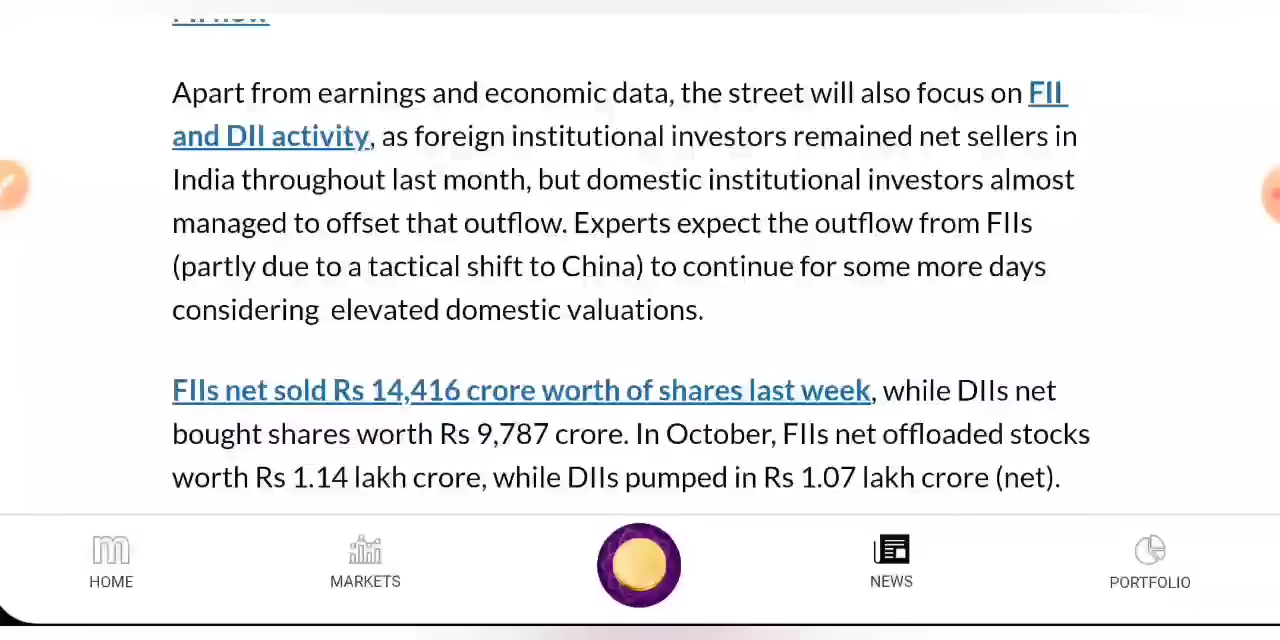 Apart from earnings and economic data, the street will also focus on FII
and DII activity, as foreign institutional investors remained net sellers in
India throughout last month, but domestic institutional investors almost
managed to offset that outflow. Experts expect the outflow from FIIs
(partly due to a tactical shift to China) to continue for some more days
considering  elevated domestic valuations.
FIIs net sold Rs 14,416 crore worth of shares last week, while DIIs net
bought shares worth Rs 9,787 crore. In October, FIIs net offloaded stocks
worth Rs 1.14 lakh crore, while DIIs pumped in Rs 1.07 lakh crore (net).
HOME MARKETS NEWS PORTFOLIO